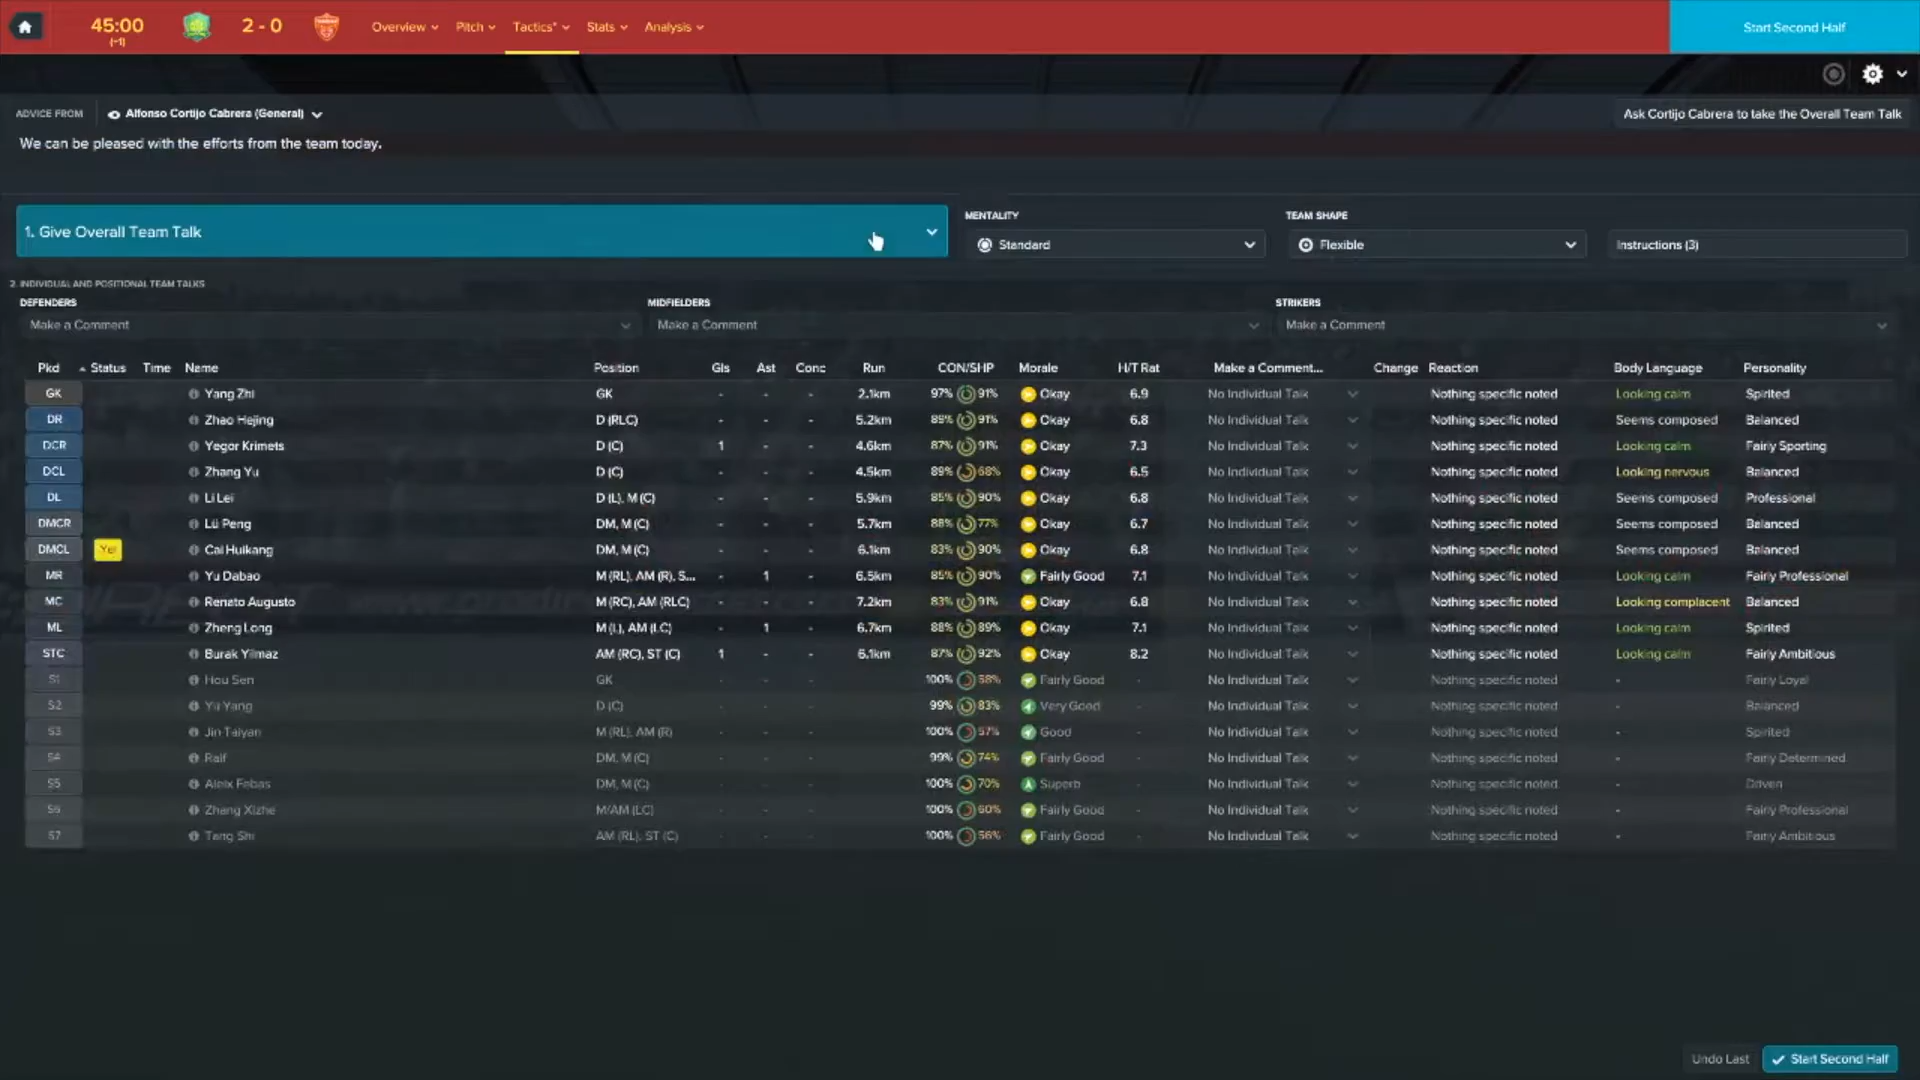 45:00 2 - 0 Overview Pitch Tactics* Stats Analysis Start Second Half
(+1)
ADVICE FROM Alfonso Cortijo Cabrera (General) Ask Cortijo Cabrera to take the Overall Team Talk
We can be pleased with the efforts from the team today.
1. Give Overall Team Talk
MENTALITY TEAM SHAPE
Standard Flexible Instructions (3)
2. INDIVIDUAL AND POSITIONAL TEAM TALKS
DEFENDERS MIDFIELDERS STRIKERS
Make a Comment Make a Comment Make a Comment
Pkd Status Time Name Position Gls Ast Conc Run CON/SHP Morale H/T Rat Make a Comment... Change Reaction Body Language Personality
GK Yang Zhi GK - - - 2.1km 97% 91% Okay 6.9 No Individual Talk Nothing specific noted Looking calm Spirited
DR Zhao Hejing D (RLC) - - - 5.2km 89% 91% Okay 6.8 No Individual Talk Nothing specific noted Seems composed Balanced
DCR Yegor Krimets D (C) 1 - - 4.6km 87% 91% Okay 7.3 No Individual Talk Nothing specific noted Looking calm Fairly Sporting
DCL Zhang Yu D (C) - - - 4.5km 89% 68% Okay 6.5 No Individual Talk Nothing specific noted Looking nervous Balanced
DL Li Lei D (L), M (C) - - - 5.9km 85% 90% Okay 6.8 No Individual Talk Nothing specific noted Seems composed Professional
DMCR Lü Peng DM, M (C) - - - 5.7km 88% 77% Okay 6.7 No Individual Talk Nothing specific noted Seems composed Balanced
DMCL Yel Cai Huikang DM, M (C) - - - 6.1km 83% 90% Okay 6.8 No Individual Talk Nothing specific noted Seems composed Balanced
MR Yu Dabao M (RL), AM (R), S... - 1 - 6.5km 85% 90% Fairly Good 7.1 No Individual Talk Nothing specific noted Looking calm Fairly Professional
MC Renato Augusto M (RC), AM (RLC) - - - 7.2km 83% 91% Okay 6.8 No Individual Talk Nothing specific noted Looking complacent Balanced
ML Zheng Long M (L), AM (LC) - 1 - 6.7km 88% 89% Okay 7.1 No Individual Talk Nothing specific noted Looking calm Spirited
STC Burak Yilmaz AM (RC), ST (C) 1 - - 6.1km 87% 92% Okay 8.2 No Individual Talk Nothing specific noted Looking calm Fairly Ambitious
S1 Hou Sen GK - - - 100% 58% Fairly Good - No Individual Talk Nothing specific noted - Fairly Loyal
S2 Yu Yang D (C) - - - 99% 83% Very Good - No Individual Talk Nothing specific noted - Balanced
S3 Jin Taiyan M (RL), AM (R) - - - 100% 57% Good - No Individual Talk Nothing specific noted - Spirited
S4 Ralf DM, M (C) - - - 99% 74% Fairly Good - No Individual Talk Nothing specific noted - Fairly Determined
S5 Aleix Febas DM, M (C) - - - 100% 70% Superb - No Individual Talk Nothing specific noted - Driven
S6 Zhang Xizhe M/AM (LC) - - - 100% 60% Fairly Good - No Individual Talk Nothing specific noted - Fairly Professional
S7 Tang Shi AM (RL), ST (C) - - - 100% 56% Fairly Good - No Individual Talk Nothing specific noted - Fairly Ambitious
Undo Last Start Second Half